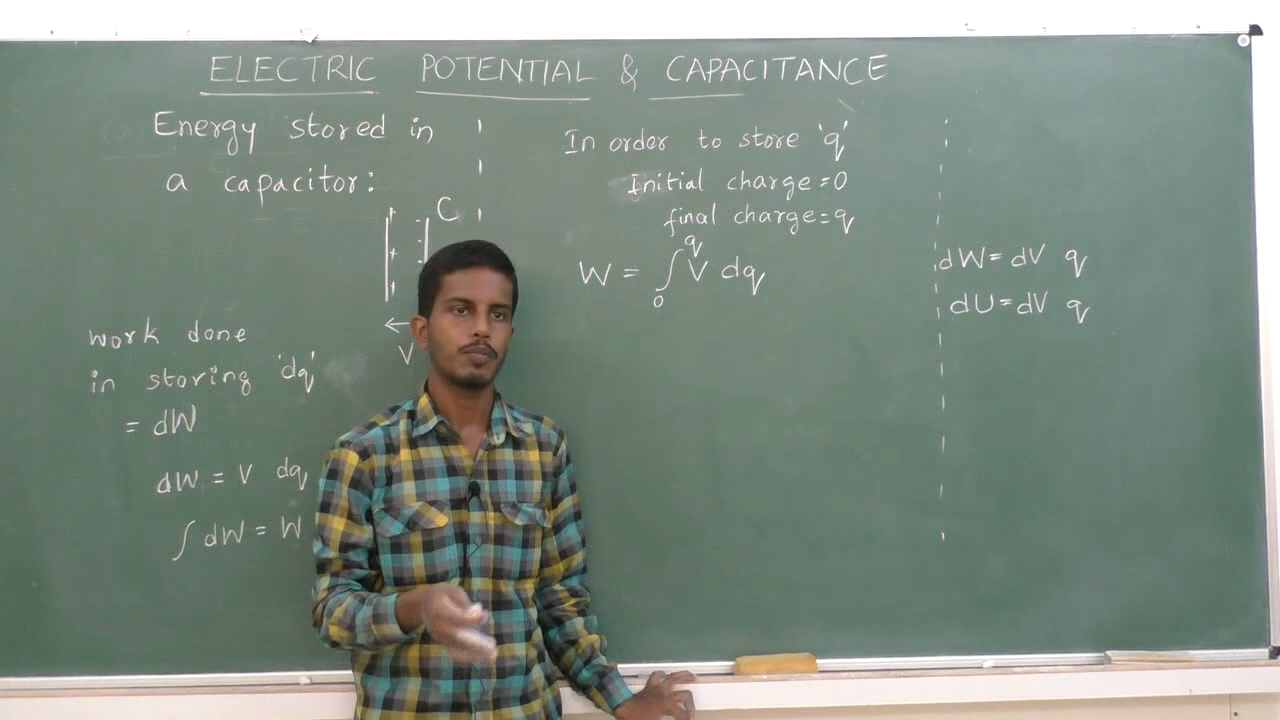 ELECTRIC POTENTIAL & CAPACITANCE
Energy stored in
a capacitor:
C
V
work done
in storing 'dq'
= dW
dW = V dq
∫ dW = W
In order to store 'q'
Initial charge = 0
final charge = q
W = ∫₀^q V dq
dW = dV q
dU = dV q